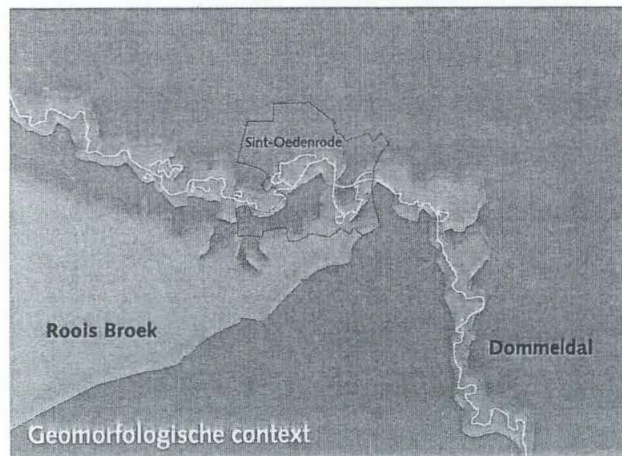 Sint-Oedenrode
Roois Broek
Dommeldal
Geomorfologische context